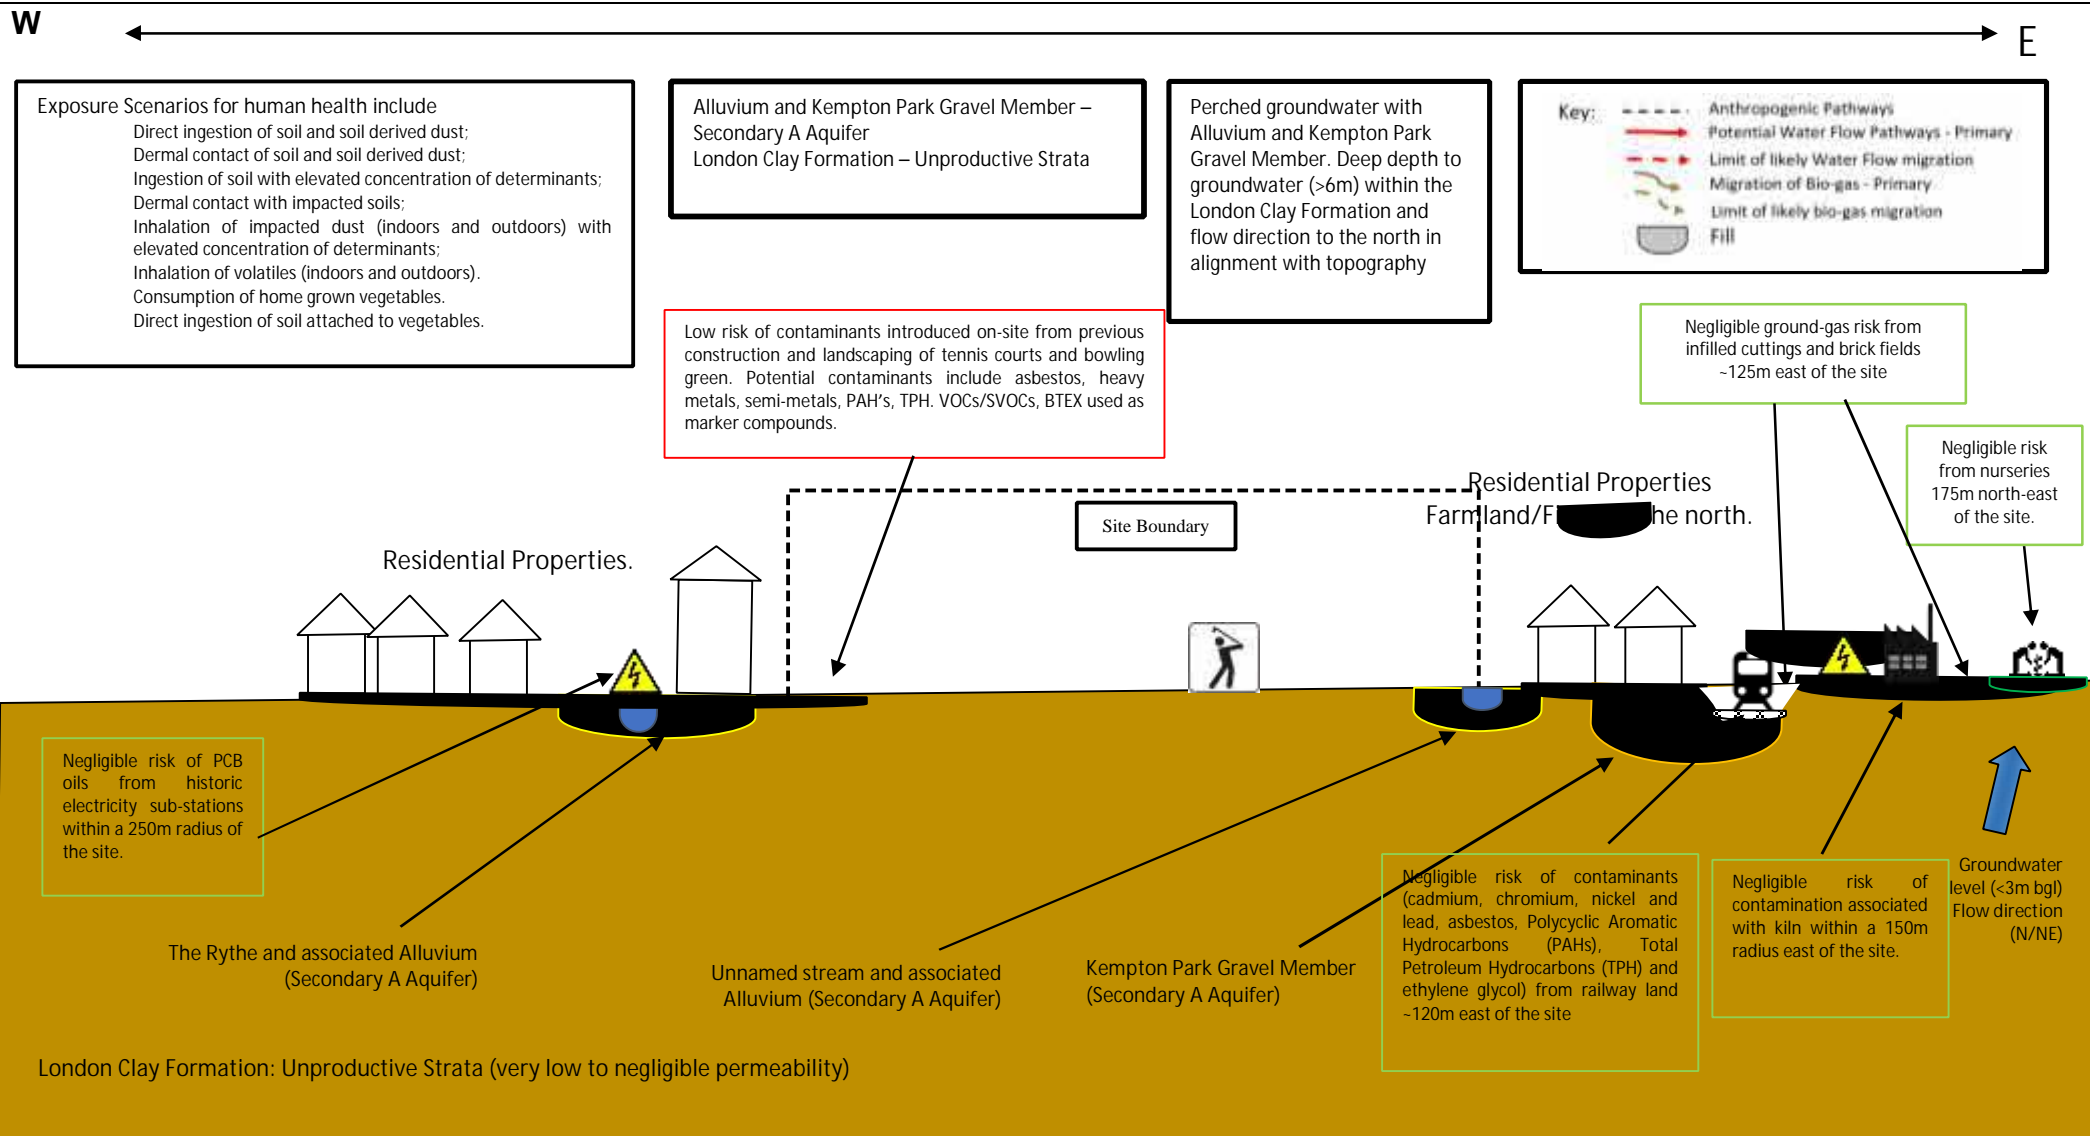 W
E
Exposure Scenarios for human health include
Direct ingestion of soil and soil derived dust;
Dermal contact of soil and soil derived dust;
Ingestion of soil with elevated concentration of determinants;
Dermal contact with impacted soils;
Inhalation of impacted dust (indoors and outdoors) with
elevated concentration of determinants;
Inhalation of volatiles (indoors and outdoors).
Consumption of home grown vegetables.
Direct ingestion of soil attached to vegetables.
Alluvium and Kempton Park Gravel Member –
Secondary A Aquifer
London Clay Formation – Unproductive Strata
Perched groundwater with
Alluvium and Kempton Park
Gravel Member. Deep depth to
groundwater (>6m) within the
London Clay Formation and
flow direction to the north in
alignment with topography
Key:
Anthropogenic Pathways
Potential Water Flow Pathways - Primary
Limit of likely Water Flow migration
Migration of Bio-gas - Primary
Limit of likely bio-gas migration
Fill
Low risk of contaminants introduced on-site from previous
construction and landscaping of tennis courts and bowling
green. Potential contaminants include asbestos, heavy
metals, semi-metals, PAH's, TPH. VOCs/SVOCs, BTEX used as
marker compounds.
Negligible ground-gas risk from
infilled cuttings and brick fields
~125m east of the site
Negligible risk
from nurseries
175m north-east
of the site.
Residential Properties
Farmland/Fi he north.
Site Boundary
Residential Properties.
Negligible risk of PCB
oils from historic
electricity sub-stations
within a 250m radius of
the site.
The Rythe and associated Alluvium
(Secondary A Aquifer)
Unnamed stream and associated
Alluvium (Secondary A Aquifer)
Kempton Park Gravel Member
(Secondary A Aquifer)
Negligible risk of contaminants
(cadmium, chromium, nickel and
lead, asbestos, Polycyclic Aromatic
Hydrocarbons (PAHs), Total
Petroleum Hydrocarbons (TPH) and
ethylene glycol) from railway land
~120m east of the site
Negligible risk of
contamination associated
with kiln within a 150m
radius east of the site.
Groundwater
level (<3m bgl)
Flow direction
(N/NE)
London Clay Formation: Unproductive Strata (very low to negligible permeability)